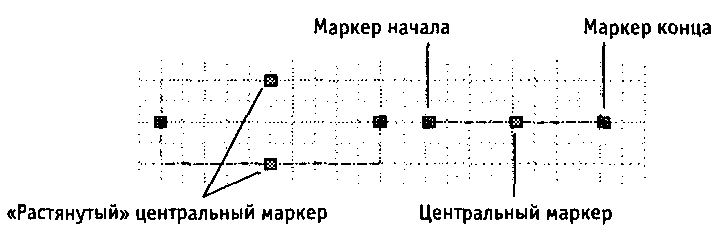 Маркер начала
Маркер конца
«Растянутый» центральный маркер
Центральный маркер